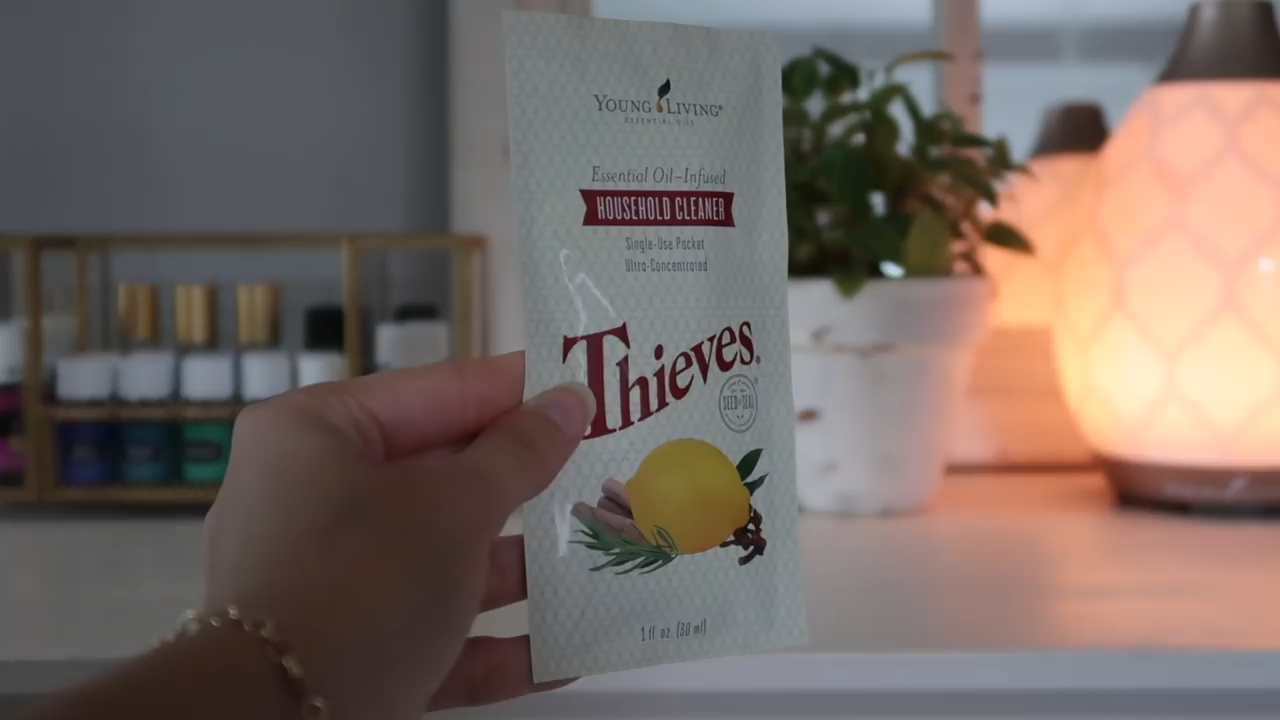 YOUNG LIVING®
ESSENTIAL OILS
Essential Oil-Infused
HOUSEHOLD CLEANER
Single-Use Packet
Ultra-Concentrated
Thieves®
SEED TO SEAL®
1 fl oz (30 ml)